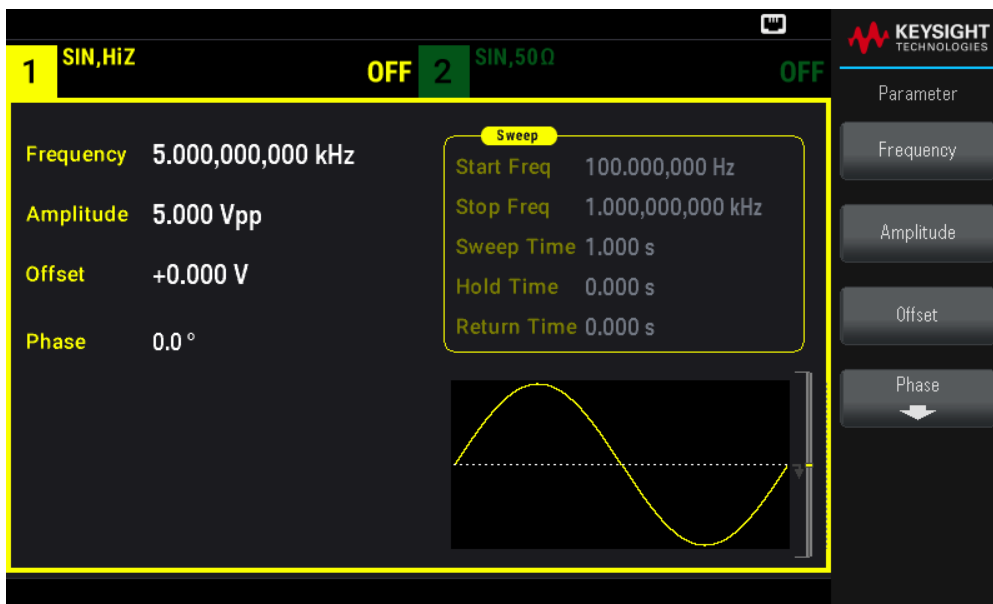 KEYSIGHT
TECHNOLOGIES
1 SIN,HiZ OFF 2 SIN,50Ω OFF
Parameter
Frequency 5.000,000,000 kHz
Amplitude 5.000 Vpp
Offset +0.000 V
Phase 0.0 °
Sweep
Start Freq 100.000,000 Hz
Stop Freq 1.000,000,000 kHz
Sweep Time 1.000 s
Hold Time 0.000 s
Return Time 0.000 s
Frequency
Amplitude
Offset
Phase